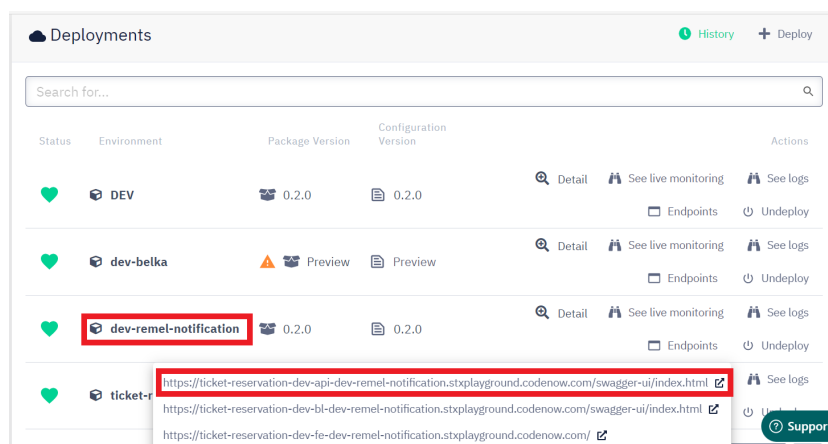 Deployments
History
Deploy
Search for...
Status Environment Package Version Configuration Version Actions
Detail See live monitoring See logs
DEV 0.2.0 0.2.0
Endpoints Undeploy
Detail See live monitoring See logs
dev-belka Preview Preview
Endpoints Undeploy
Detail See live monitoring See logs
dev-remel-notification 0.2.0 0.2.0
Endpoints Undeploy
https://ticket-reservation-dev-api-dev-remel-notification.stxplayground.codenow.com/swagger-ui/index.html
See logs
ticket-r
https://ticket-reservation-dev-bl-dev-remel-notification.stxplayground.codenow.com/swagger-ui/index.html
https://ticket-reservation-dev-fe-dev-remel-notification.stxplayground.codenow.com/
Suppor